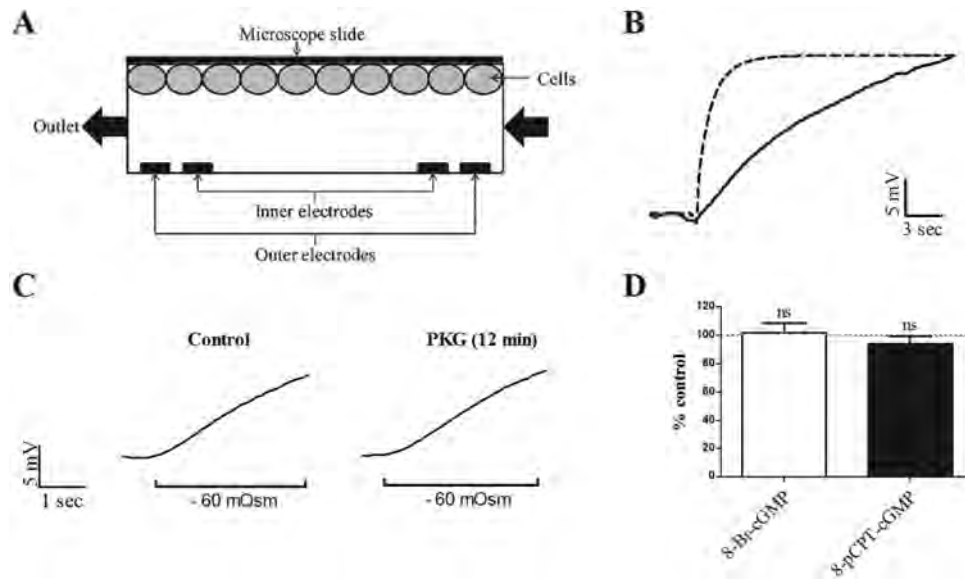 A
Microscope slide
Cells
Outlet
Inner electrodes
Outer electrodes
B
5 mV
3 sec
C
Control
PKG (12 min)
5 mV
1 sec
- 60 mOsm
- 60 mOsm
D
% control
120
100
80
60
40
20
0
ns
ns
8-Br-cGMP
8-pCPT-cGMP